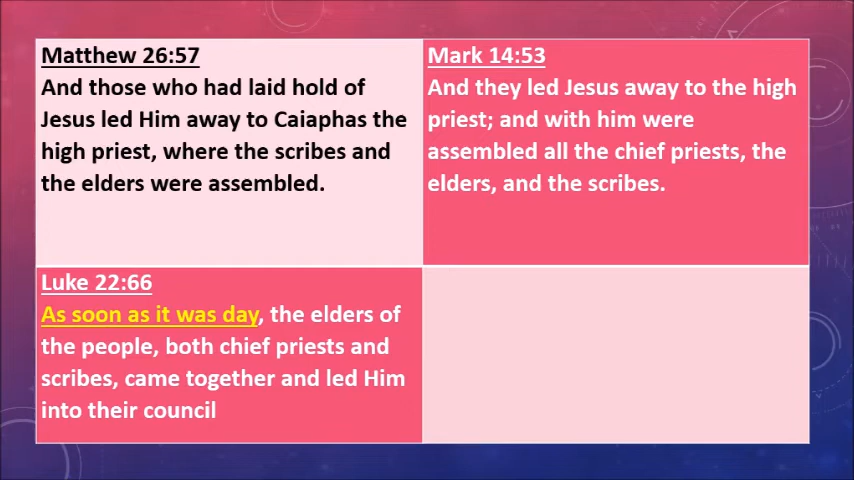 Matthew 26:57
And those who had laid hold of
Jesus led Him away to Caiaphas the
high priest, where the scribes and
the elders were assembled.
Mark 14:53
And they led Jesus away to the high
priest; and with him were
assembled all the chief priests, the
elders, and the scribes.
Luke 22:66
As soon as it was day, the elders of
the people, both chief priests and
scribes, came together and led Him
into their council